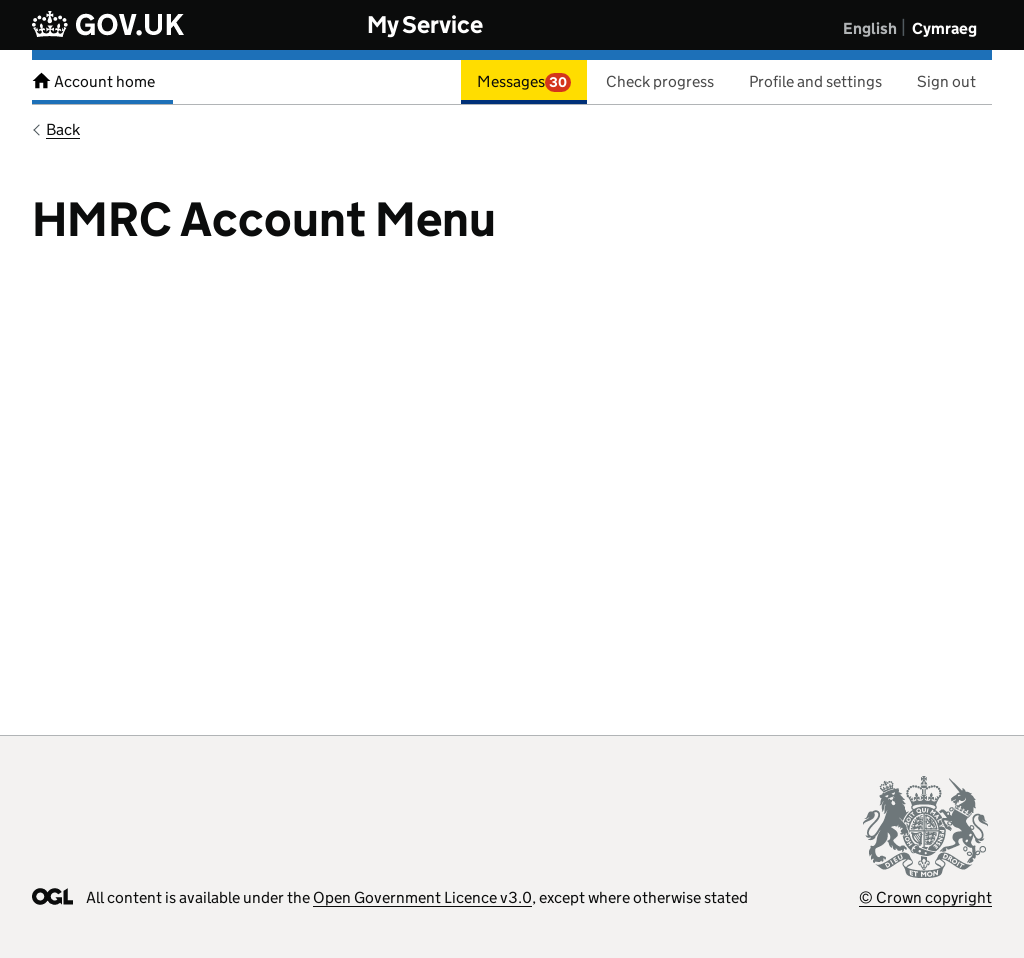 GOV.UK My Service English | Cymraeg
Account home Messages 30 Check progress Profile and settings Sign out
Back
HMRC Account Menu
DIEU ET MON DROIT
OGL All content is available under the Open Government Licence v3.0, except where otherwise stated © Crown copyright